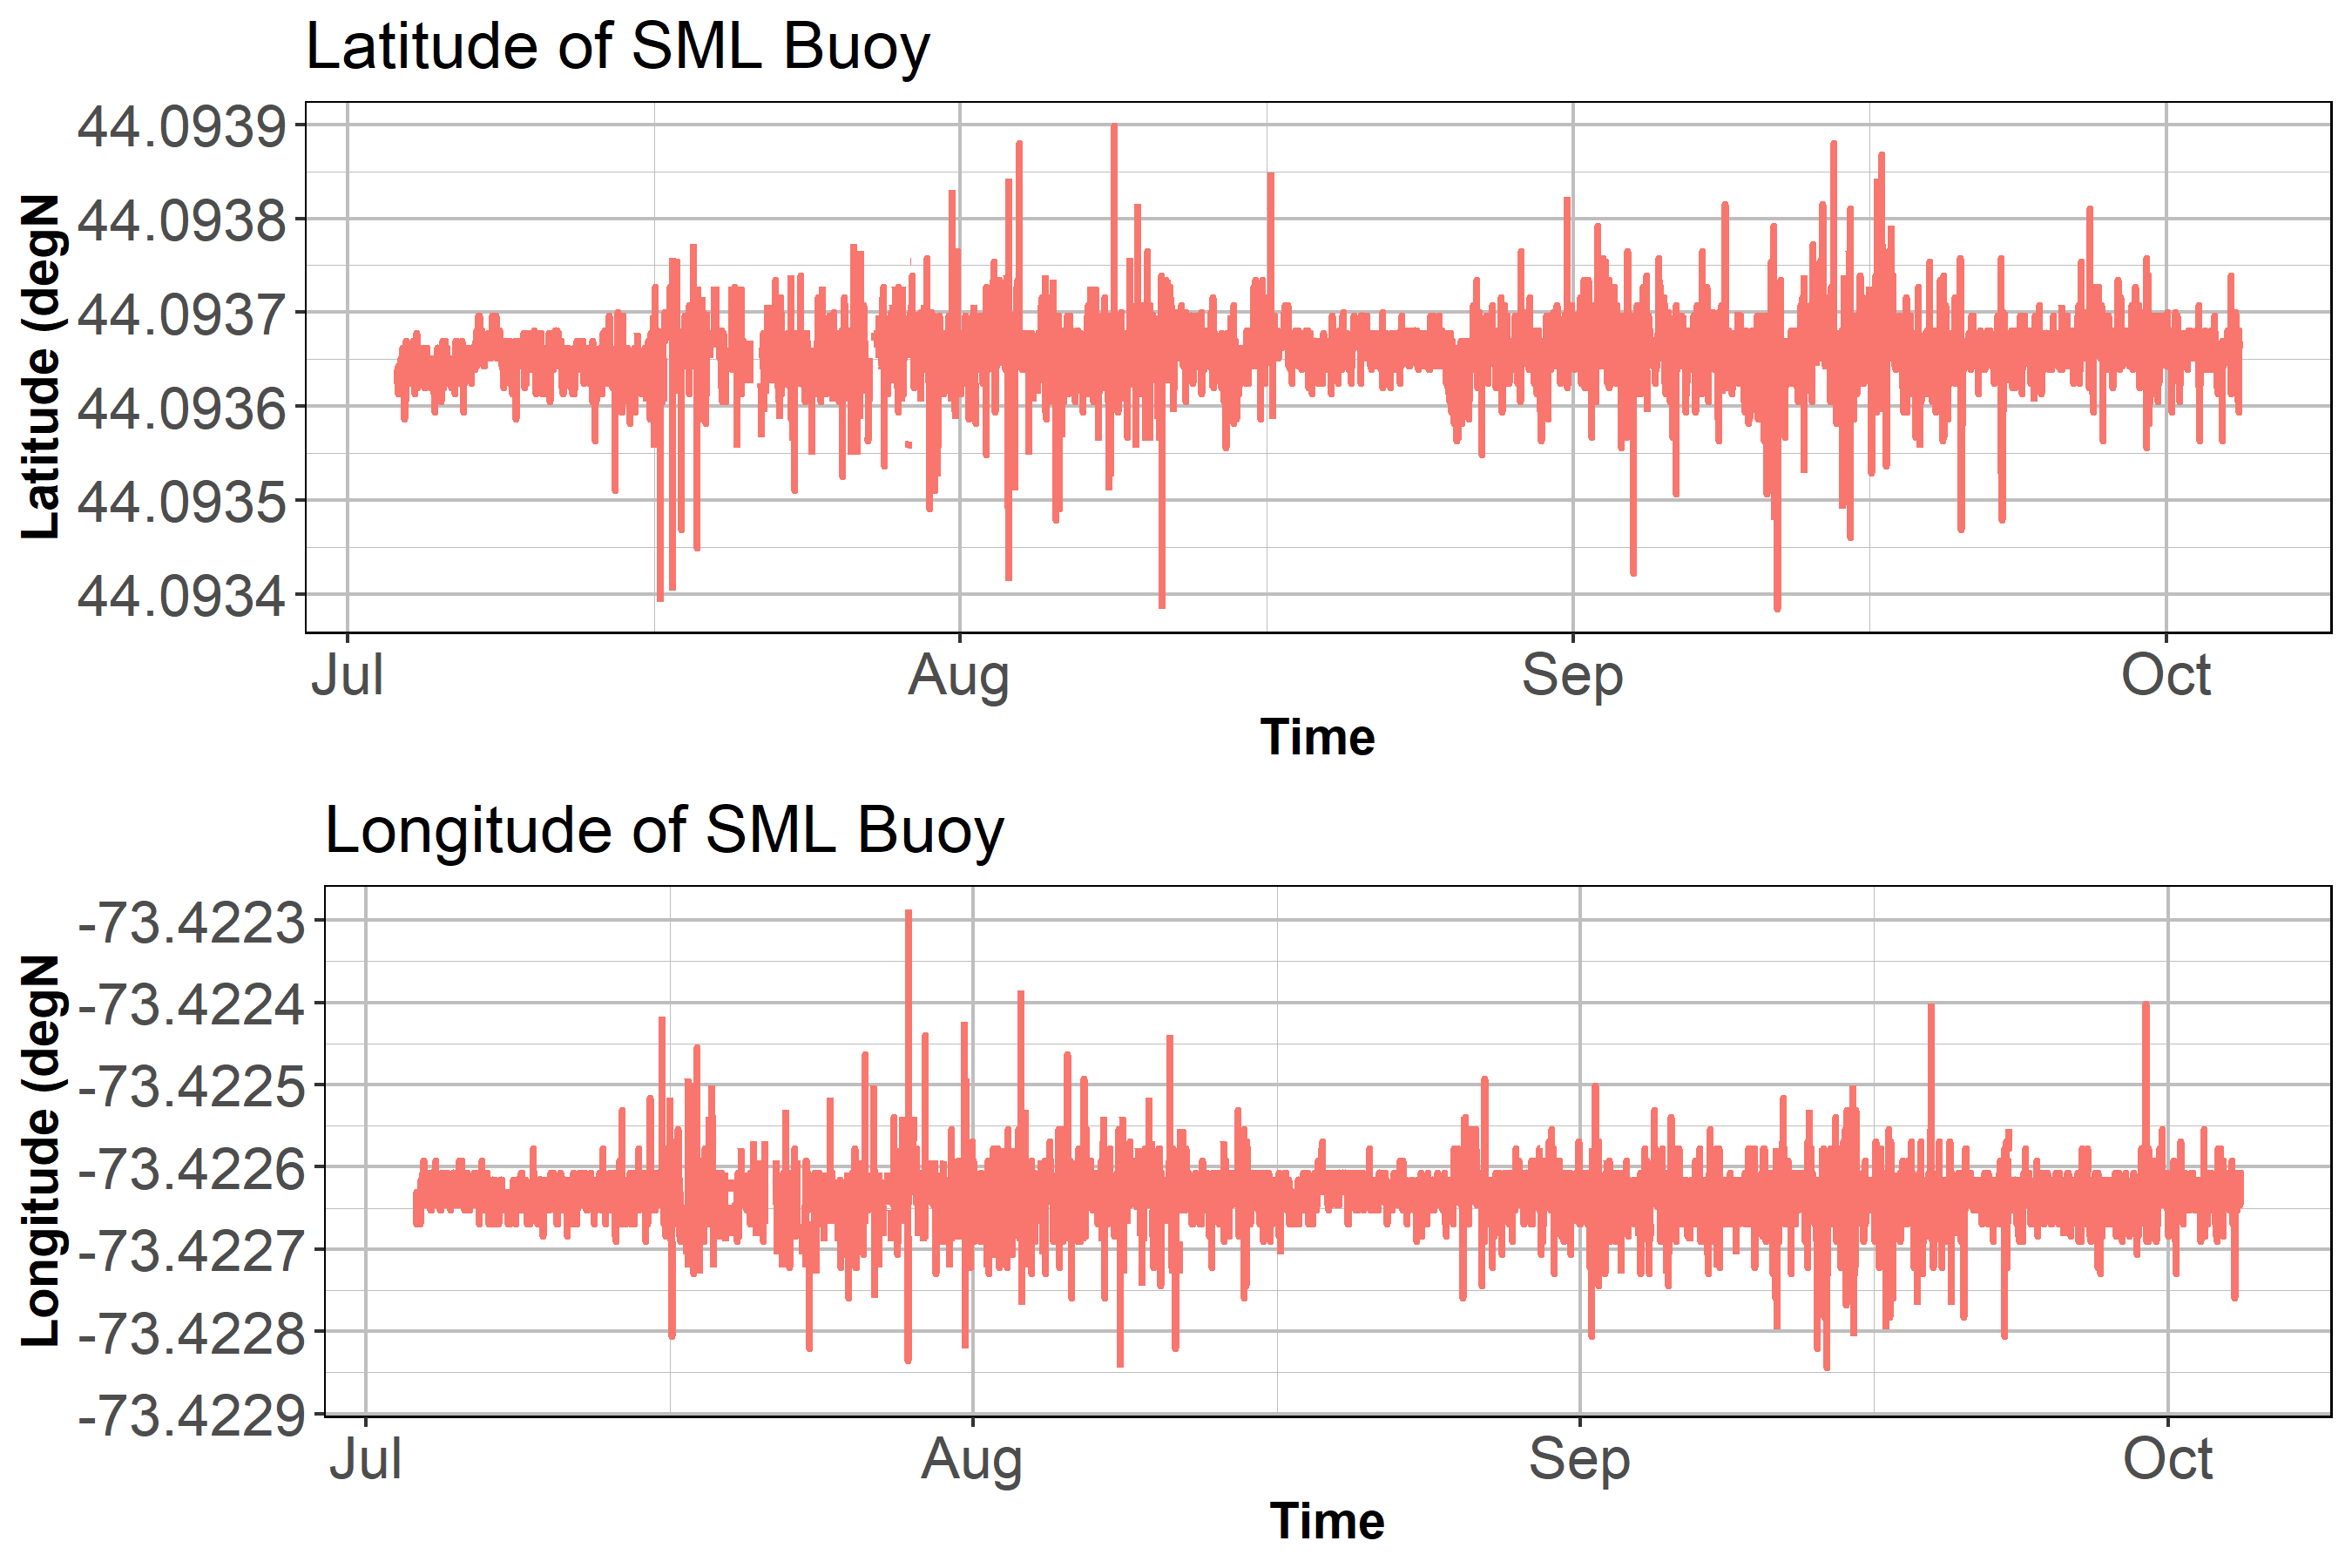 Latitude of SML Buoy
44.0939
44.0938
44.0937
44.0936
44.0935
44.0934
Latitude (degN
Jul Aug Sep Oct
Time
Longitude of SML Buoy
-73.4223
-73.4224
-73.4225
-73.4226
-73.4227
-73.4228
-73.4229
Longitude (degN
Jul Aug Sep Oct
Time